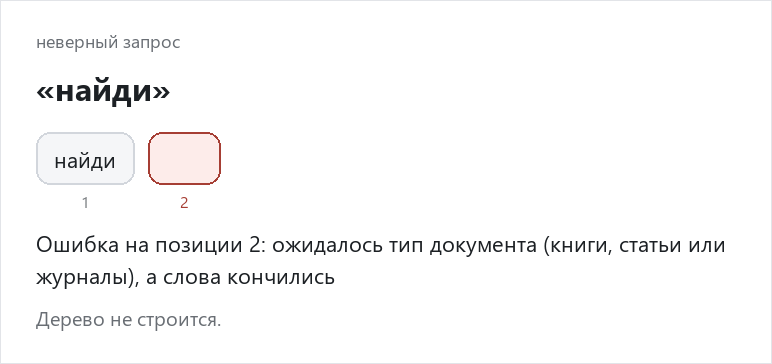 неверный запрос
«найди»
найди
1 2
Ошибка на позиции 2: ожидалось тип документа (книги, статьи или
журналы), а слова кончились
Дерево не строится.